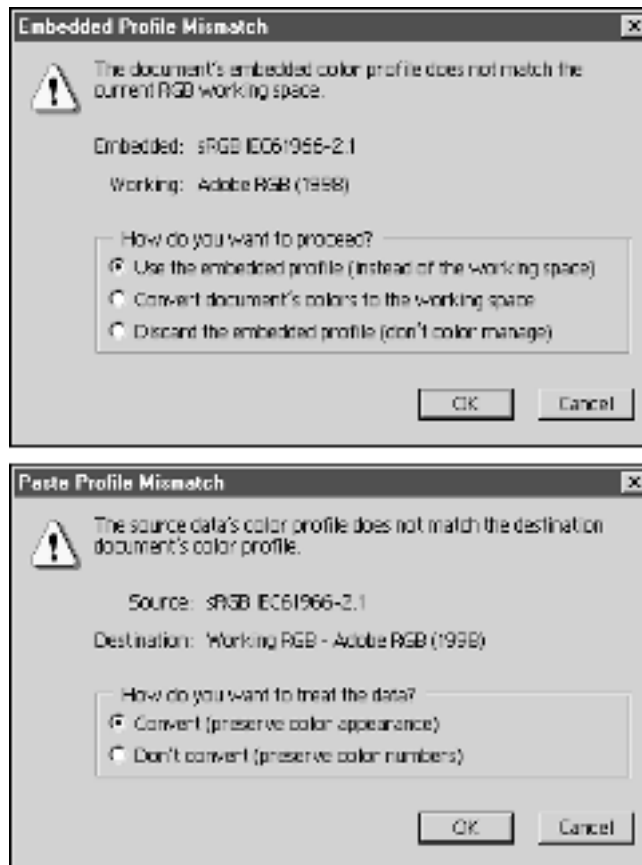 Embedded Profile Mismatch
The document's embedded color profile does not match the
current RGB working space.
Embedded: sRGB IEC61966-2.1
Working: Adobe RGB (1998)
How do you want to proceed?
Use the embedded profile (instead of the working space)
Convert document's colors to the working space
Discard the embedded profile (don't color manage)
OK Cancel
Paste Profile Mismatch
The source data's color profile does not match the destination
document's color profile.
Source: sRGB IEC61966-2.1
Destination: Working RGB - Adobe RGB (1998)
How do you want to treat the data?
Convert (preserve color appearance)
Don't convert (preserve color numbers)
OK Cancel